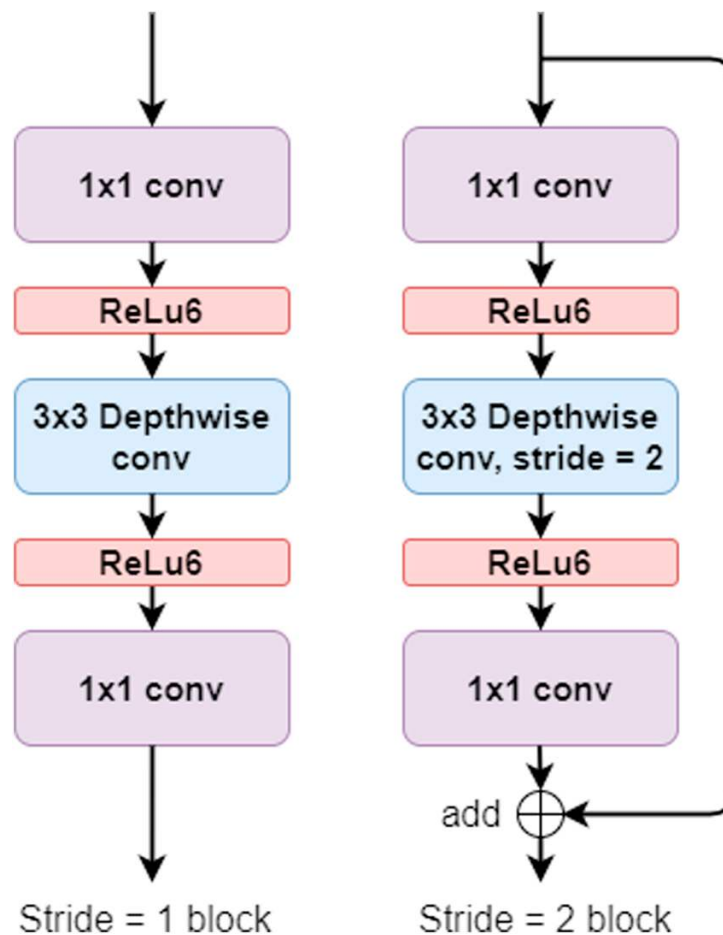 1x1 conv
ReLu6
3x3 Depthwise
conv
ReLu6
1x1 conv
Stride = 1 block
1x1 conv
ReLu6
3x3 Depthwise
conv, stride = 2
ReLu6
1x1 conv
add
Stride = 2 block